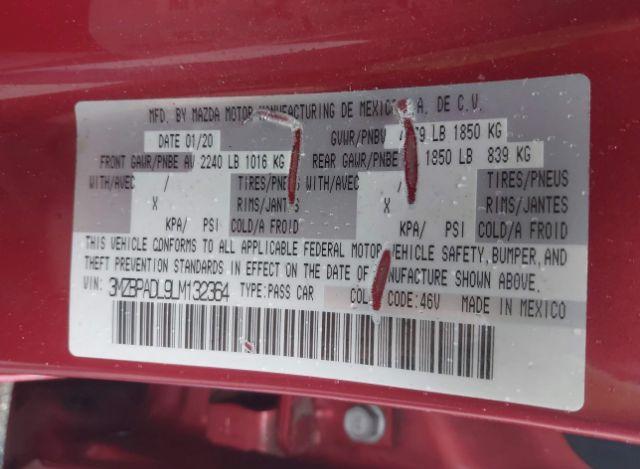 MFD. BY MAZDA MOTOR MANUFACTURING DE MEXICO S.A. DE C.V.
DATE 01/20 GVWR/PNBV LB 1850 KG
FRONT GAWR/PNBE AV 2240 LB 1016 KG REAR GAWR/PNBE 1850 LB 839 KG
WITH/AVEC / TIRES/PNEUS WITH/AVEC / TIRES/PNEUS
X RIMS/JANTES X RIMS/JANTES
KPA/ PSI COLD/A FROID KPA/ PSI COLD/A FROID
THIS VEHICLE CONFORMS TO ALL APPLICABLE FEDERAL MOTOR VEHICLE SAFETY, BUMPER, AND
THEFT PREVENTION STANDARDS IN EFFECT ON THE DATE OF MANUFACTURE SHOWN ABOVE.
VIN: 3MZBPADL9LM132364 TYPE:PASS CAR COLOR CODE:46V MADE IN MEXICO